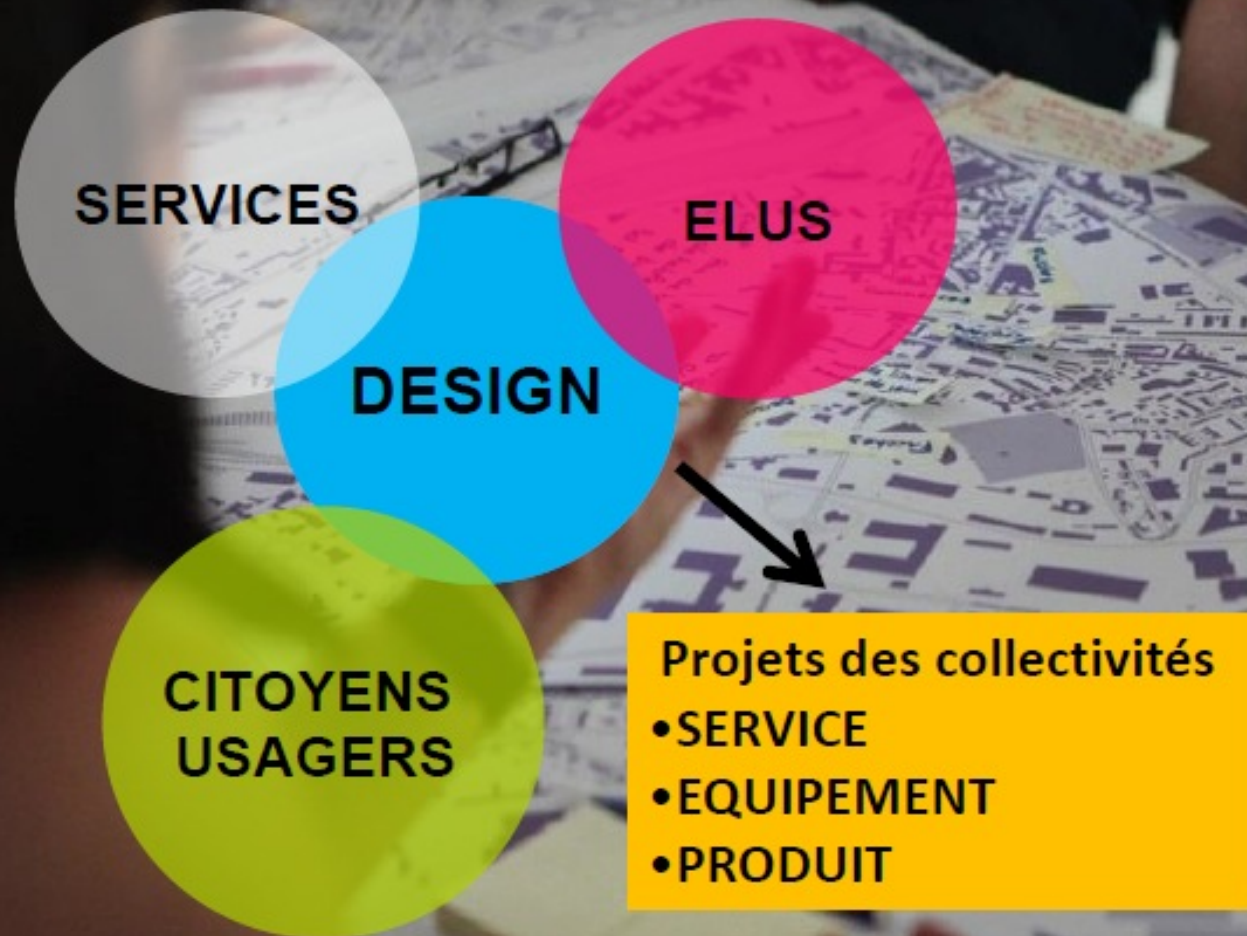 SERVICES
ELUS
DESIGN
CITOYENS
USAGERS
Projets des collectivités
•SERVICE
•EQUIPEMENT
•PRODUIT